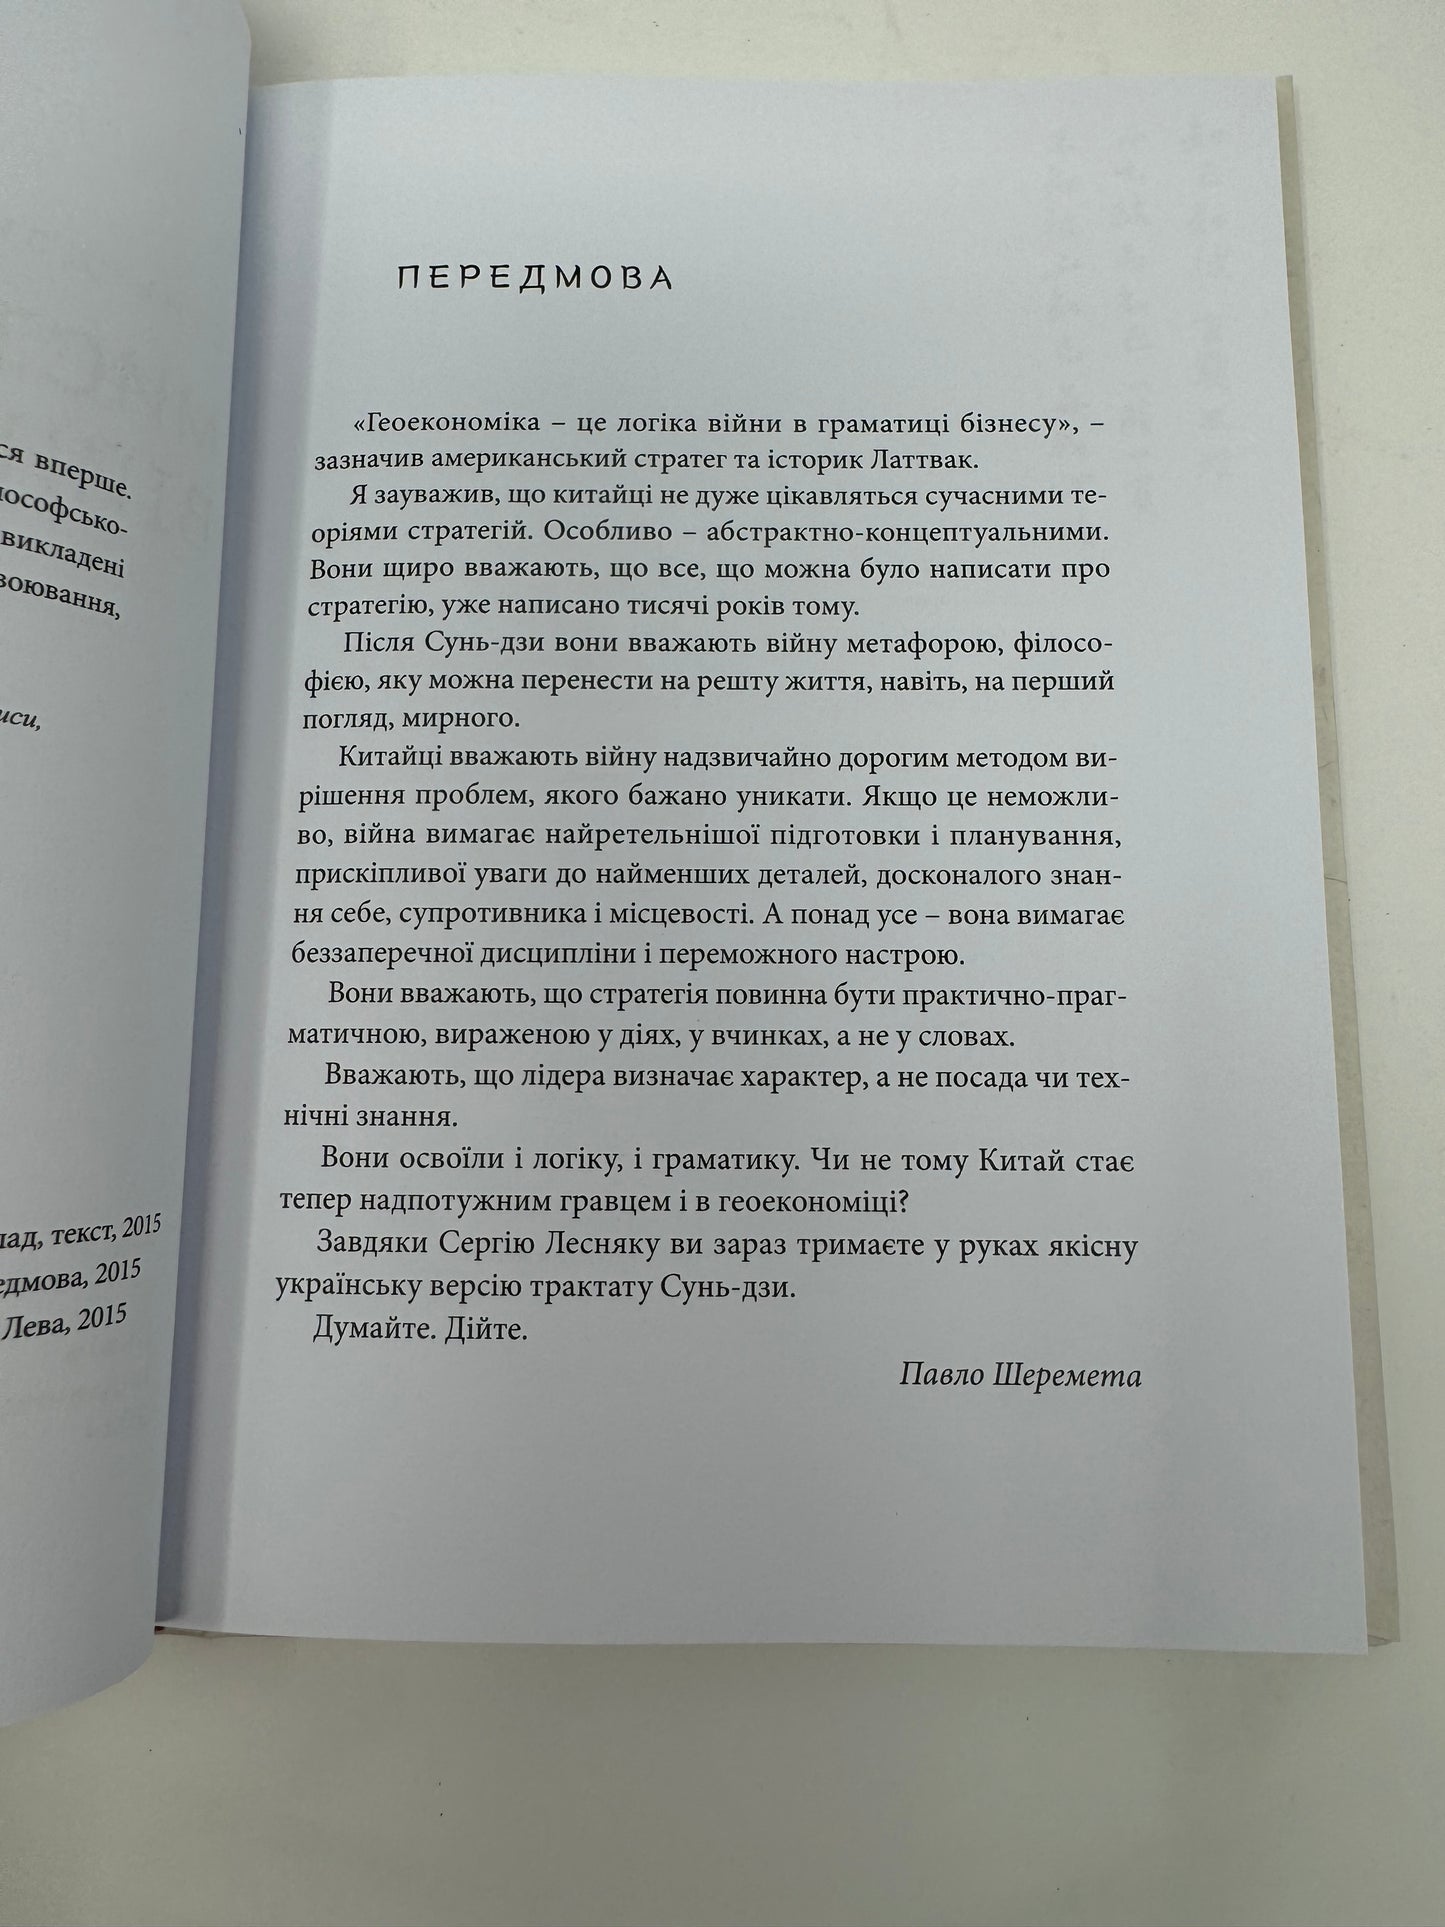 ся вперше.
викладені
2015
2015
Лева, 2015
ПЕРЕДМОВА
«Геоекономіка – це логіка війни в граматиці бізнесу», –
зазначив американський стратег та історик Латтвак.
Я зауважив, що китайці не дуже цікавляться сучасними те-
оріями стратегій. Особливо – абстрактно-концептуальними.
Вони щиро вважають, що все, що можна було написати про
стратегію, уже написано тисячі років тому.
Після Сунь-дзи вони вважають війну метафорою, філосо-
фією, яку можна перенести на решту життя, навіть, на перший
погляд, мирного.
Китайці вважають війну надзвичайно дорогим методом ви-
рішення проблем, якого бажано уникати. Якщо це неможли-
во, війна вимагає найретельнішої підготовки і планування,
прискіпливої уваги до найменших деталей, досконалого знан-
ня себе, супротивника і місцевості. А понад усе – вона вимагає
беззаперечної дисципліни і переможного настрою.
Вони вважають, що стратегія повинна бути практично-праг-
матичною, вираженою у діях, у вчинках, а не у словах.
Вважають, що лідера визначає характер, а не посада чи тех-
нічні знання.
Вони освоїли і логіку, і граматику. Чи не тому Китай стає
тепер надпотужним гравцем і в геоекономіці?
Завдяки Сергію Лесняку ви зараз тримаєте у руках якісну
українську версію трактату Сунь-дзи.
Думайте. Дійте.
Павло Шеремета